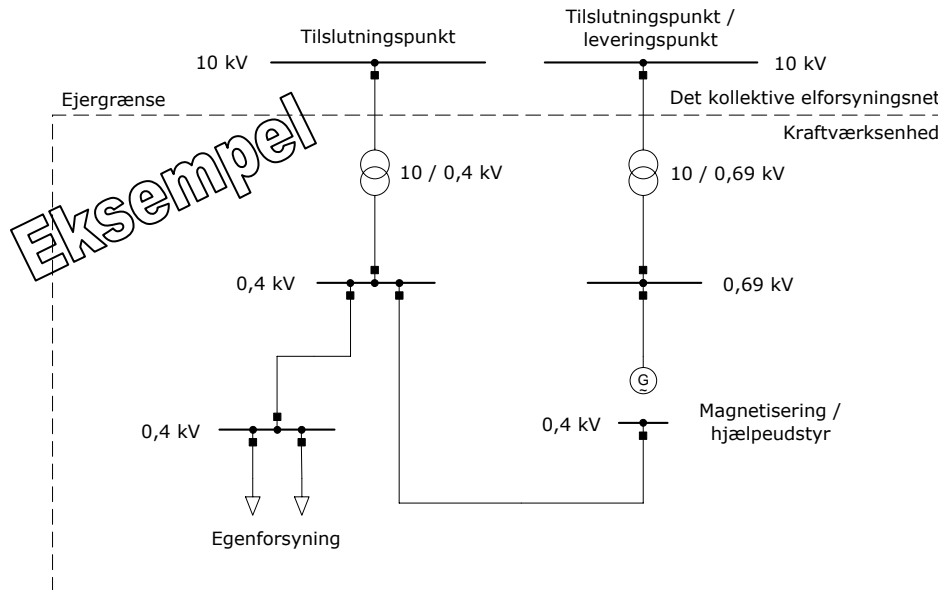 Tilslutningspunkt
Tilslutningspunkt /
leveringspunkt
10 kV
10 kV
Ejergrænse
Det kollektive elforsyningsnet
Kraftværksenhed
Eksempel
10 / 0,4 kV
10 / 0,69 kV
0,4 kV
0,69 kV
G
~
0,4 kV
0,4 kV
Magnetisering /
hjælpeudstyr
Egenforsyning